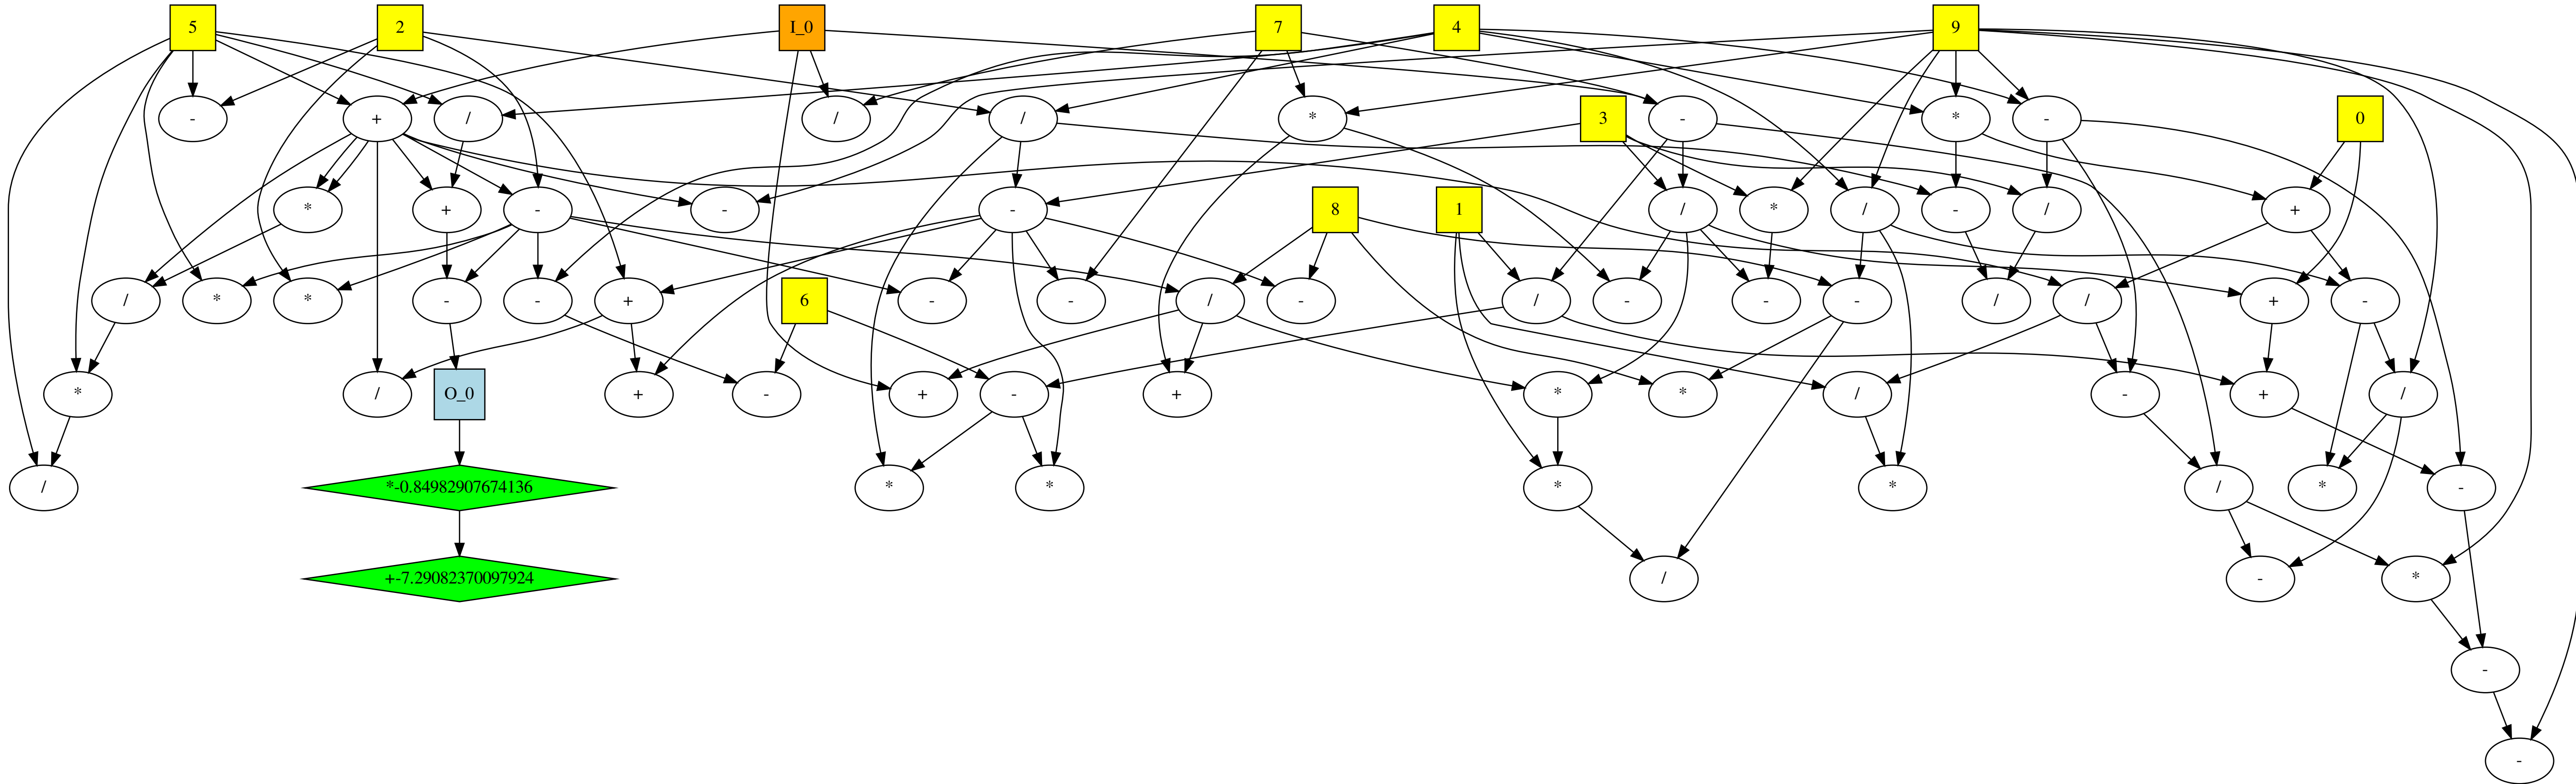 5 2 I_0 7 4 9
- + / / / * 3 - * - 0
* + - - - 8 1 / * / - / +
/ * * - - + 6 - - / - / - - - / / + -
* / O_0 + - + - + * * / - + /
/ *-0.84982907674136 * * * * / * -
+-7.29082370097924 / - *
-
-